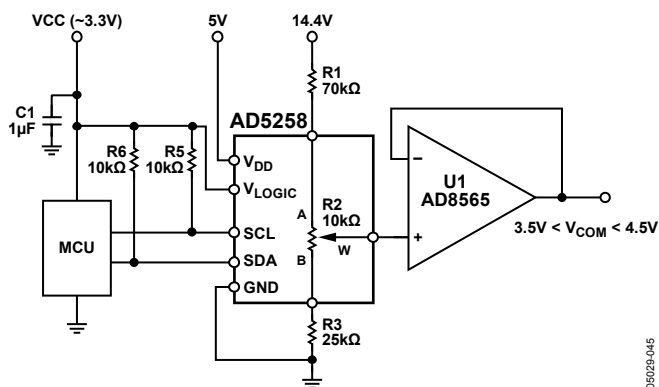 VCC (~3.3V)
5V
14.4V
R1
70kΩ
C1
1µF
AD5258
R6
10kΩ
R5
10kΩ
VDD
VLOGIC
R2
10kΩ
A
W
B
U1
AD8565
–
+
3.5V < VCOM < 4.5V
MCU
SCL
SDA
GND
R3
25kΩ
05029-045